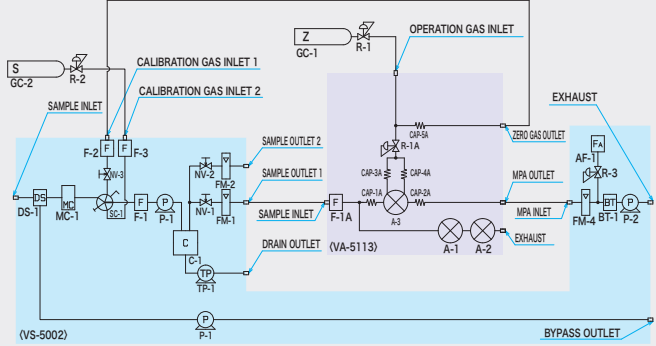 Z
GC-1
R-1
OPERATION GAS INLET
S
GC-2
R-2
CALIBRATION GAS INLET 1
CALIBRATION GAS INLET 2
SAMPLE INLET
EXHAUST
F
F-2
F
F-3
SAMPLE OUTLET 2
CAP-5A
ZERO GAS OUTLET
R-1A
FA
AF-1
NV-3
NV-2
FM-2
SAMPLE OUTLET 1
CAP-3A
CAP-4A
MPA OUTLET
R-3
DS
DS-1
MC
MC-1
SC-1
F
F-1
P
P-1
NV-1
FM-1
SAMPLE INLET
F
F-1A
CAP-1A
A-3
CAP-2A
MPA INLET
FM-4
BT
BT-1
P
P-2
C
C-1
DRAIN OUTLET
TP
TP-1
(VA-5113)
A-1
A-2
EXHAUST
P
P-1
(VS-5002)
BYPASS OUTLET